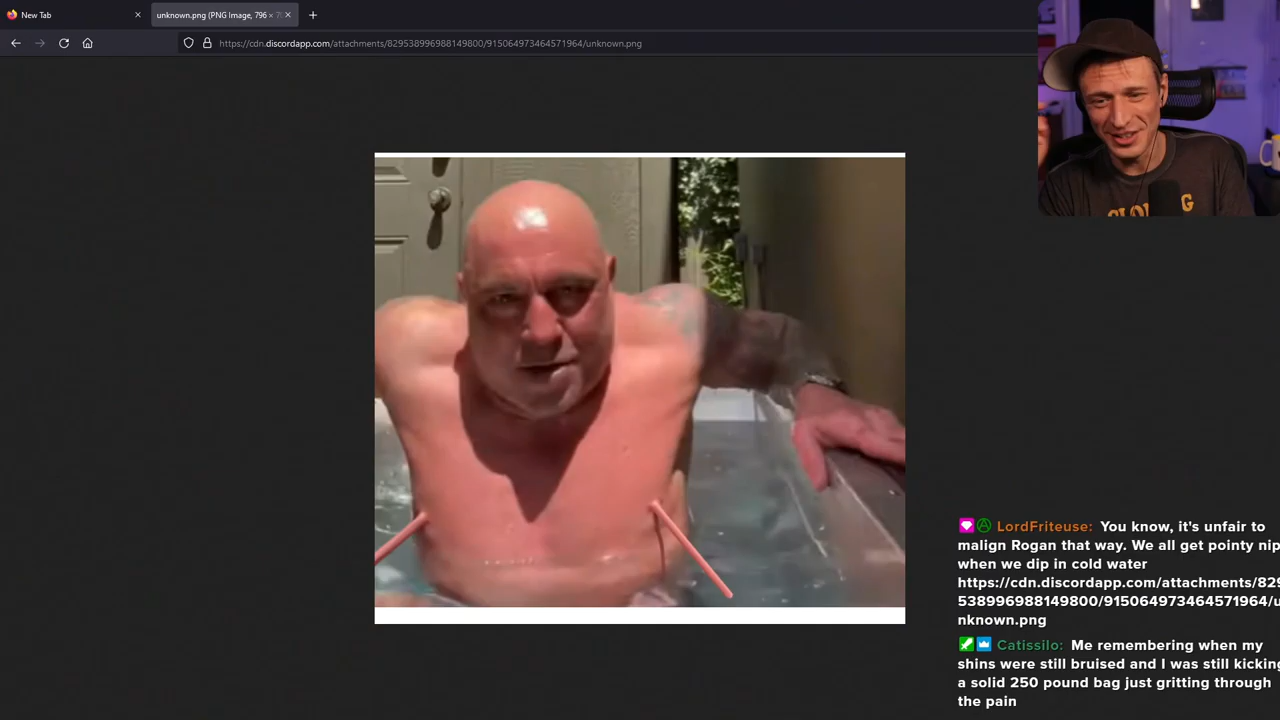 New Tab
unknown.png (PNG Image, 796 ×
https://cdn.discordapp.com/attachments/829538996988149800/915064973464571964/unknown.png
LordFriteuse: You know, it's unfair to
malign Rogan that way. We all get pointy nip
when we dip in cold water
https://cdn.discordapp.com/attachments/829
538996988149800/915064973464571964/u
nknown.png
Catissilo: Me remembering when my
shins were still bruised and I was still kicking
a solid 250 pound bag just gritting through
the pain